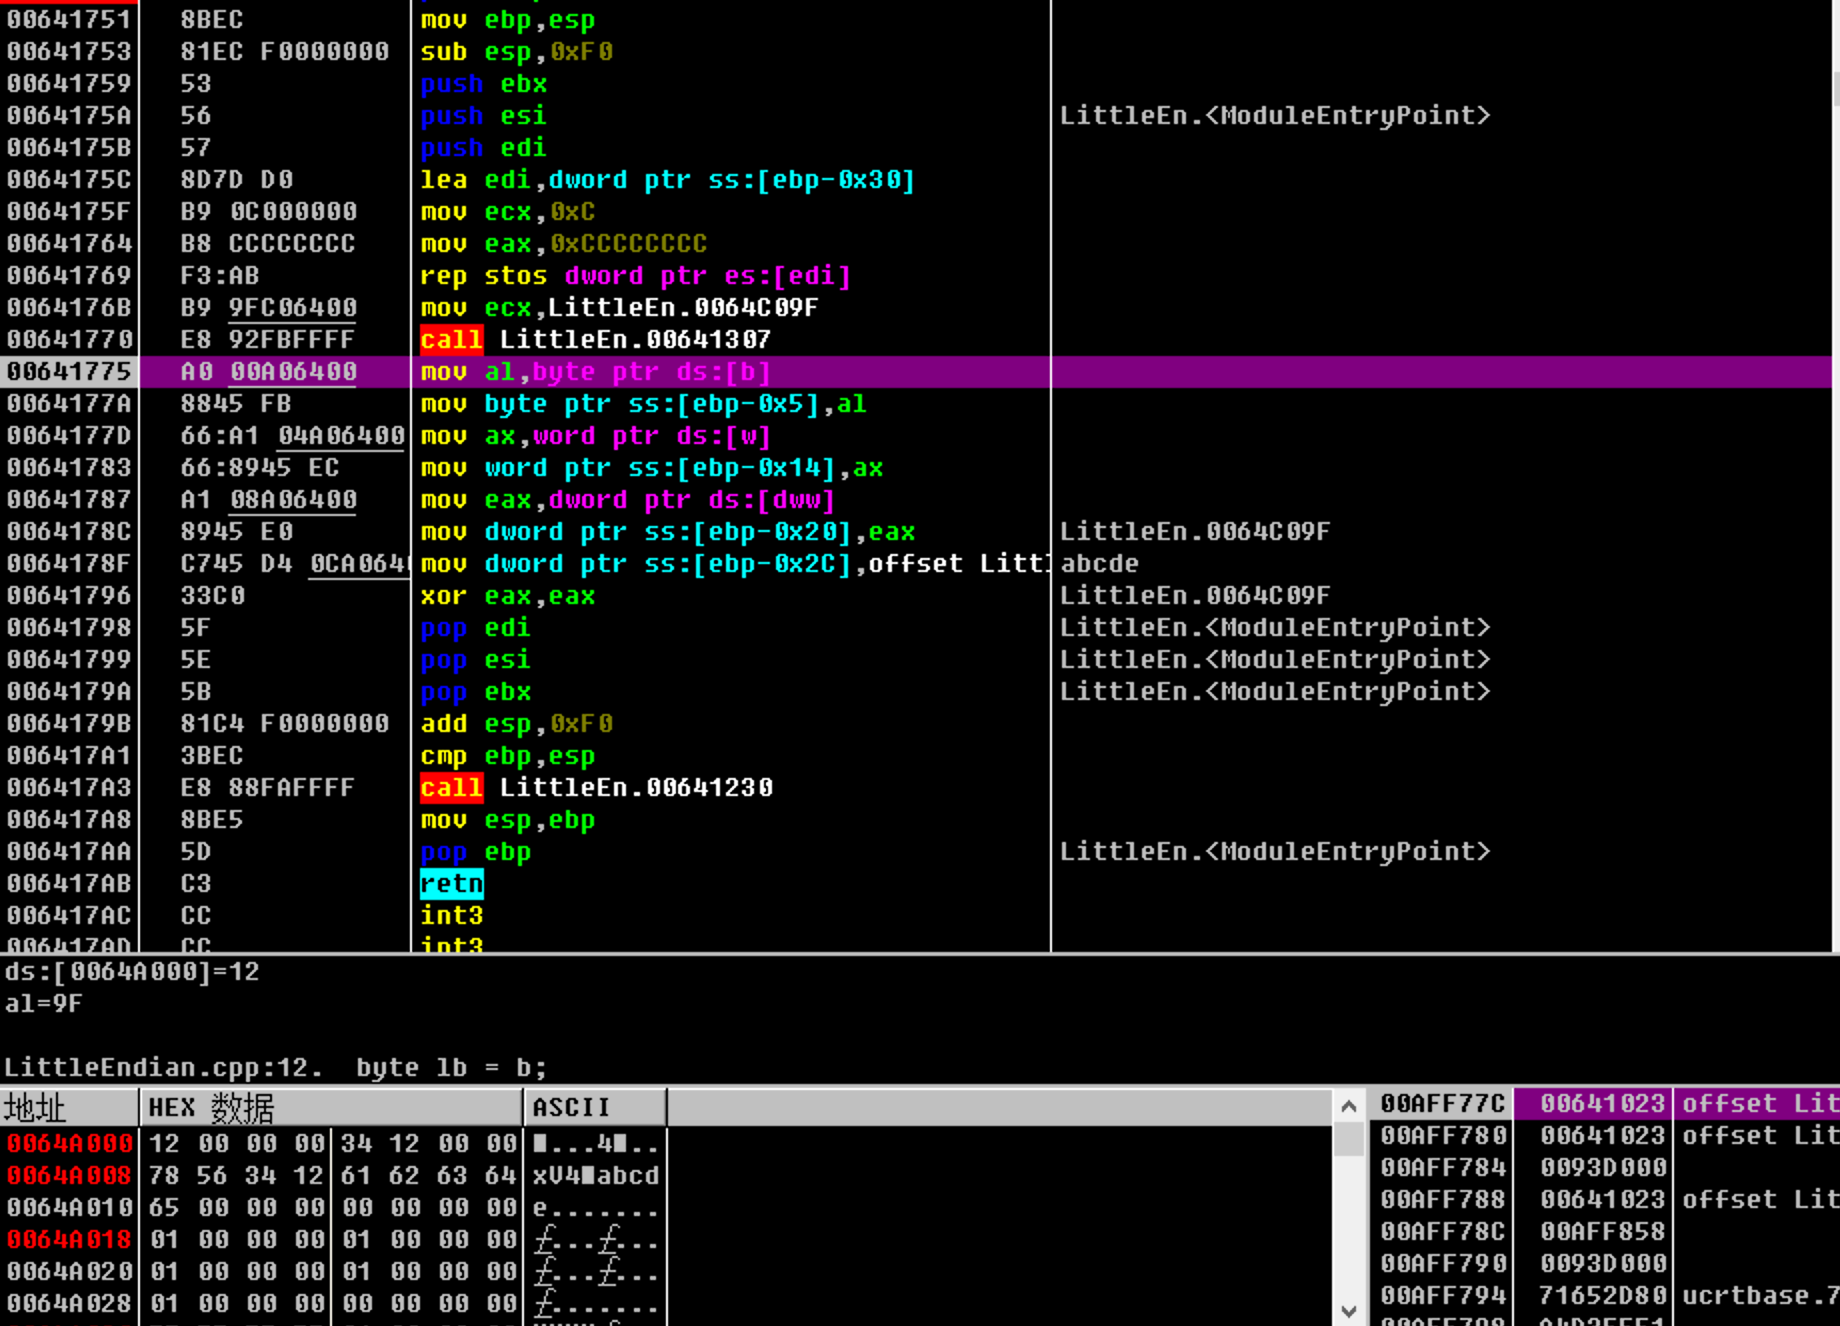 00641751 8BEC mov ebp,esp
00641753 81EC F0000000 sub esp,0xF0
00641759 53 push ebx
0064175A 56 push esi LittleEn.<ModuleEntryPoint>
0064175B 57 push edi
0064175C 8D7D D0 lea edi,dword ptr ss:[ebp-0x30]
0064175F B9 0C000000 mov ecx,0xC
00641764 B8 CCCCCCCC mov eax,0xCCCCCCCC
00641769 F3:AB rep stos dword ptr es:[edi]
0064176B B9 9FC06400 mov ecx,LittleEn.0064C09F
00641770 E8 92FBFFFF call LittleEn.00641307
00641775 A0 00A06400 mov al,byte ptr ds:[b]
0064177A 8845 FB mov byte ptr ss:[ebp-0x5],al
0064177D 66:A1 04A06400 mov ax,word ptr ds:[w]
00641783 66:8945 EC mov word ptr ss:[ebp-0x14],ax
00641787 A1 08A06400 mov eax,dword ptr ds:[dww]
0064178C 8945 E0 mov dword ptr ss:[ebp-0x20],eax LittleEn.0064C09F
0064178F C745 D4 0CA064 mov dword ptr ss:[ebp-0x2C],offset Littl abcde
00641796 33C0 xor eax,eax LittleEn.0064C09F
00641798 5F pop edi LittleEn.<ModuleEntryPoint>
00641799 5E pop esi LittleEn.<ModuleEntryPoint>
0064179A 5B pop ebx LittleEn.<ModuleEntryPoint>
0064179B 81C4 F0000000 add esp,0xF0
006417A1 3BEC cmp ebp,esp
006417A3 E8 88FAFFFF call LittleEn.00641230
006417A8 8BE5 mov esp,ebp
006417AA 5D pop ebp LittleEn.<ModuleEntryPoint>
006417AB C3 retn
006417AC CC int3
006417AD CC int3
ds:[0064A000]=12
al=9F
LittleEndian.cpp:12. byte lb = b;
地址 HEX 数据 ASCII
0064A000 12 00 00 00 34 12 00 00 ■...4■..
0064A008 78 56 34 12 61 62 63 64 xV4■abcd
0064A010 65 00 00 00 00 00 00 00 e.......
0064A018 01 00 00 00 01 00 00 00 £...£...
0064A020 01 00 00 00 01 00 00 00 £...£...
0064A028 01 00 00 00 00 00 00 00 £.......
00AFF77C 00641023 offset Lit
00AFF780 00641023 offset Lit
00AFF784 0093D000
00AFF788 00641023 offset Lit
00AFF78C 00AFF858
00AFF790 0093D000
00AFF794 71652D80 ucrtbase.7